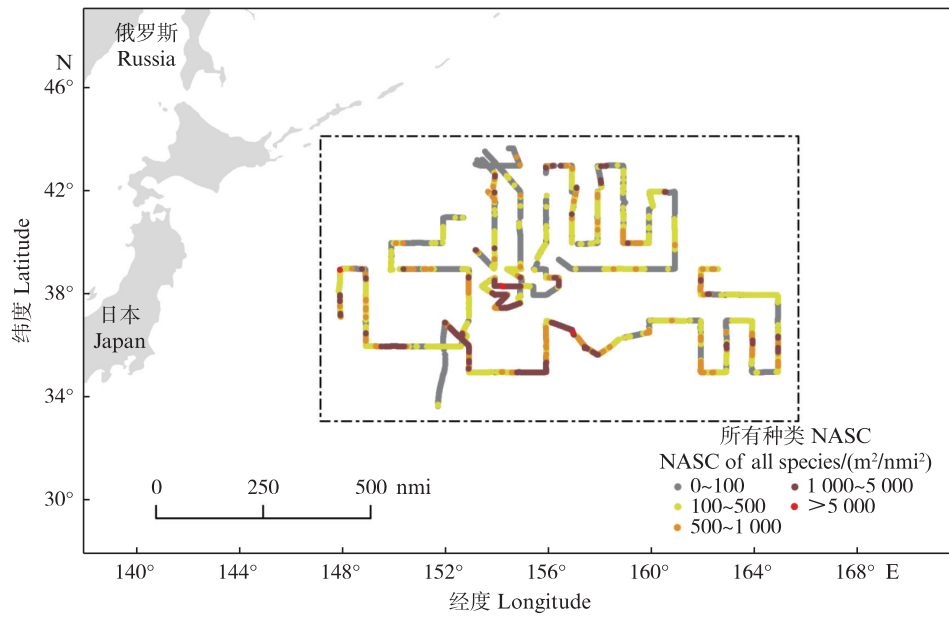 俄罗斯
Russia
N
46°
42°
38°
34°
30°
纬度 Latitude
日本
Japan
所有种类 NASC
NASC of all species/(m²/nmi²)
0~100
1 000~5 000
100~500
>5 000
500~1 000
0 250 500 nmi
140° 144° 148° 152° 156° 160° 164° 168° E
经度 Longitude